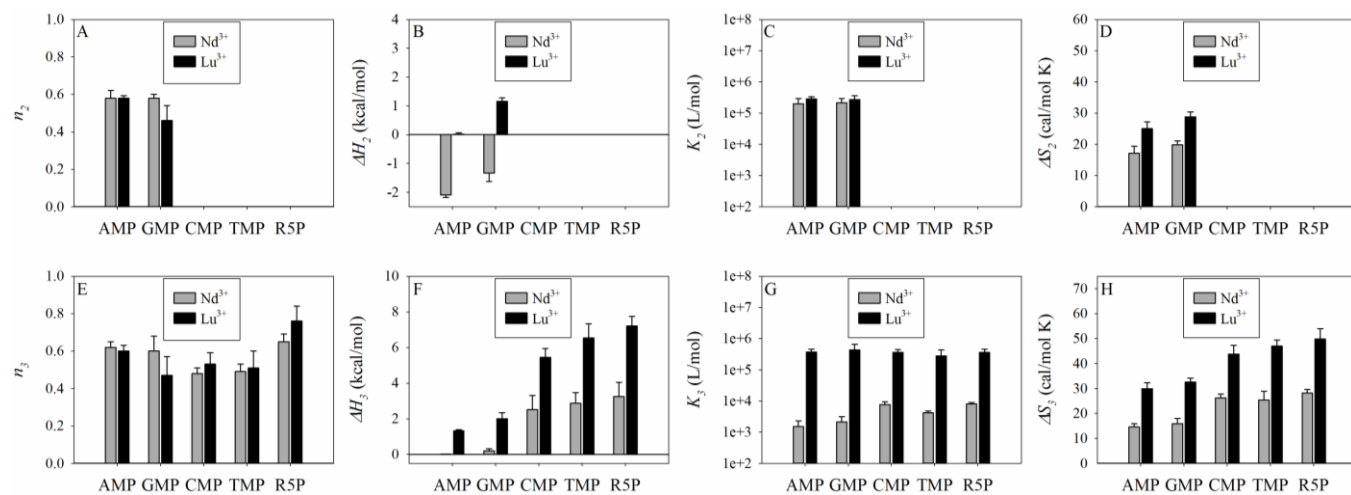 A
Nd³⁺
Lu³⁺
n₂
1.0
0.8
0.6
0.4
0.2
0.0
AMP GMP CMP TMP R5P
B
Nd³⁺
Lu³⁺
ΔH₂ (kcal/mol)
4
3
2
1
0
-1
-2
AMP GMP CMP TMP R5P
C
Nd³⁺
Lu³⁺
K₂ (L/mol)
1e+8
1e+7
1e+6
1e+5
1e+4
1e+3
1e+2
AMP GMP CMP TMP R5P
D
Nd³⁺
Lu³⁺
ΔS₂ (cal/mol K)
60
50
40
30
20
10
0
AMP GMP CMP TMP R5P
E
Nd³⁺
Lu³⁺
n₃
1.0
0.8
0.6
0.4
0.2
0.0
AMP GMP CMP TMP R5P
F
Nd³⁺
Lu³⁺
ΔH₃ (kcal/mol)
10
8
6
4
2
0
AMP GMP CMP TMP R5P
G
Nd³⁺
Lu³⁺
K₃ (L/mol)
1e+8
1e+7
1e+6
1e+5
1e+4
1e+3
1e+2
AMP GMP CMP TMP R5P
H
Nd³⁺
Lu³⁺
ΔS₃ (cal/mol K)
70
60
50
40
30
20
10
0
AMP GMP CMP TMP R5P